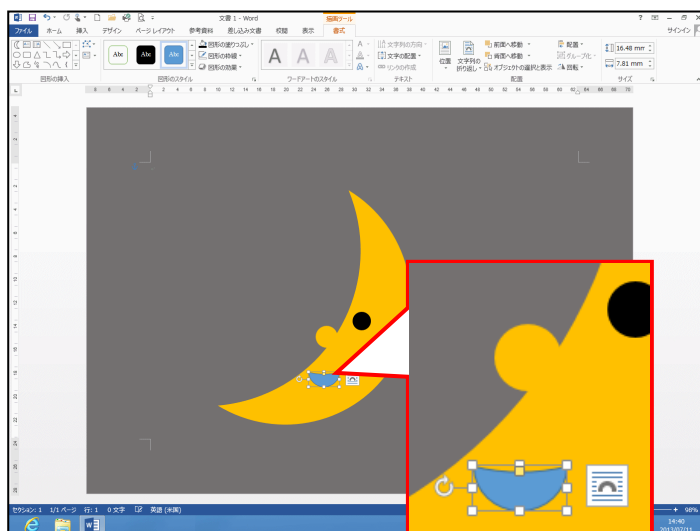 文書 1 - Word
描画ツール
サインイン
ファイル ホーム 挿入 デザイン ページ レイアウト 参考資料 差し込み文書 校閲 表示 書式
Abc Abc Abc
図形の塗りつぶし
図形の枠線
図形の効果
A A A
文字列の方向
文字の配置
リンクの作成
位置
文字列の
折り返し
前面へ移動
背面へ移動
オブジェクトの選択と表示
配置
グループ化
回転
16.48 mm
7.81 mm
図形の挿入 図形のスタイル ワードアートのスタイル テキスト 配置 サイズ
セクション: 1 1/1 ページ 行: 1 0 文字 英語 (米国)
98%
14:40
2013/07/11